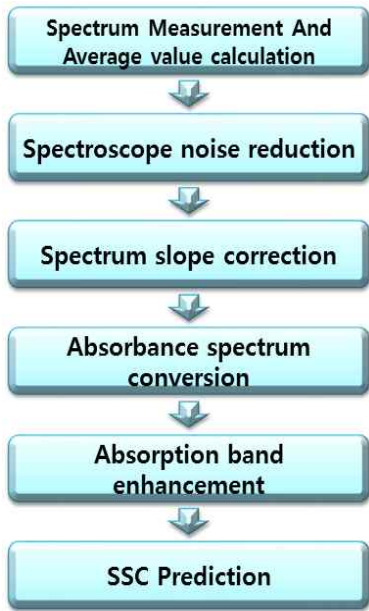 Spectrum Measurement And
Average value calculation
Spectroscope noise reduction
Spectrum slope correction
Absorbance spectrum
conversion
Absorption band
enhancement
SSC Prediction